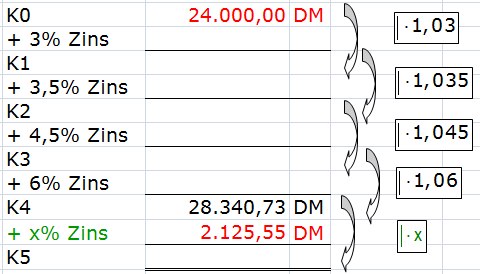 K0 24.000,00 DM
+ 3% Zins
|·1,03
K1
+ 3,5% Zins
|·1,035
K2
+ 4,5% Zins
|·1,045
K3
+ 6% Zins
|·1,06
K4 28.340,73 DM
+ x% Zins 2.125,55 DM
|·x
K5